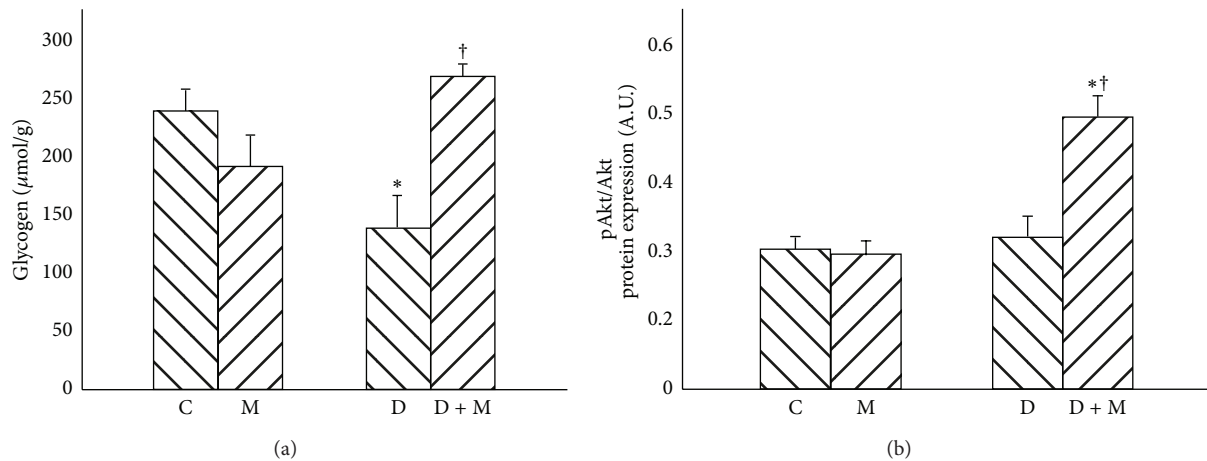 300
250
200
150
100
50
0
Glycogen (μmol/g)
*
†
C
M
D
D + M
(a)
0.6
0.5
0.4
0.3
0.2
0
pAkt/Akt
protein expression (A.U.)
*†
C
M
D
D + M
(b)